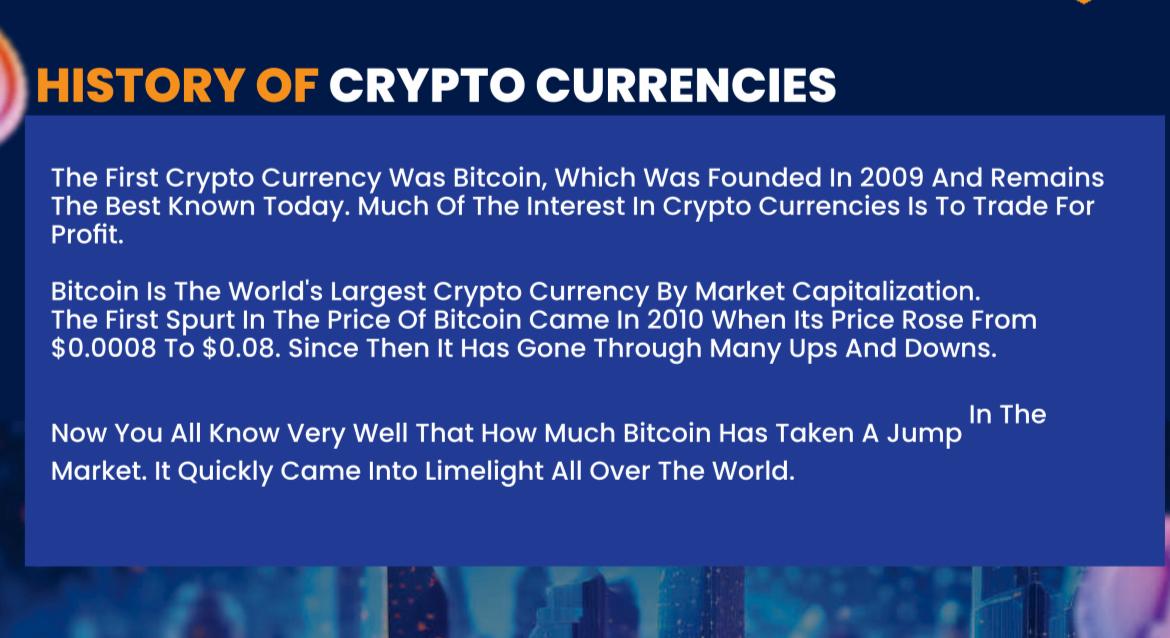 HISTORY OF CRYPTO CURRENCIES
The First Crypto Currency Was Bitcoin, Which Was Founded In 2009 And Remains
The Best Known Today. Much Of The Interest In Crypto Currencies Is To Trade For
Profit.
Bitcoin Is The World's Largest Crypto Currency By Market Capitalization.
The First Spurt In The Price Of Bitcoin Came In 2010 When Its Price Rose From
$0.0008 To $0.08. Since Then It Has Gone Through Many Ups And Downs.
Now You All Know Very Well That How Much Bitcoin Has Taken A Jump In The
Market. It Quickly Came Into Limelight All Over The World.